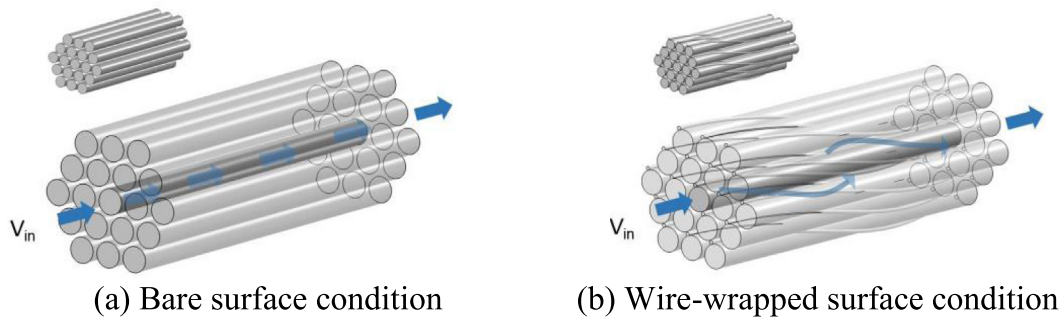 V_in
V_in
(a) Bare surface condition
(b) Wire-wrapped surface condition